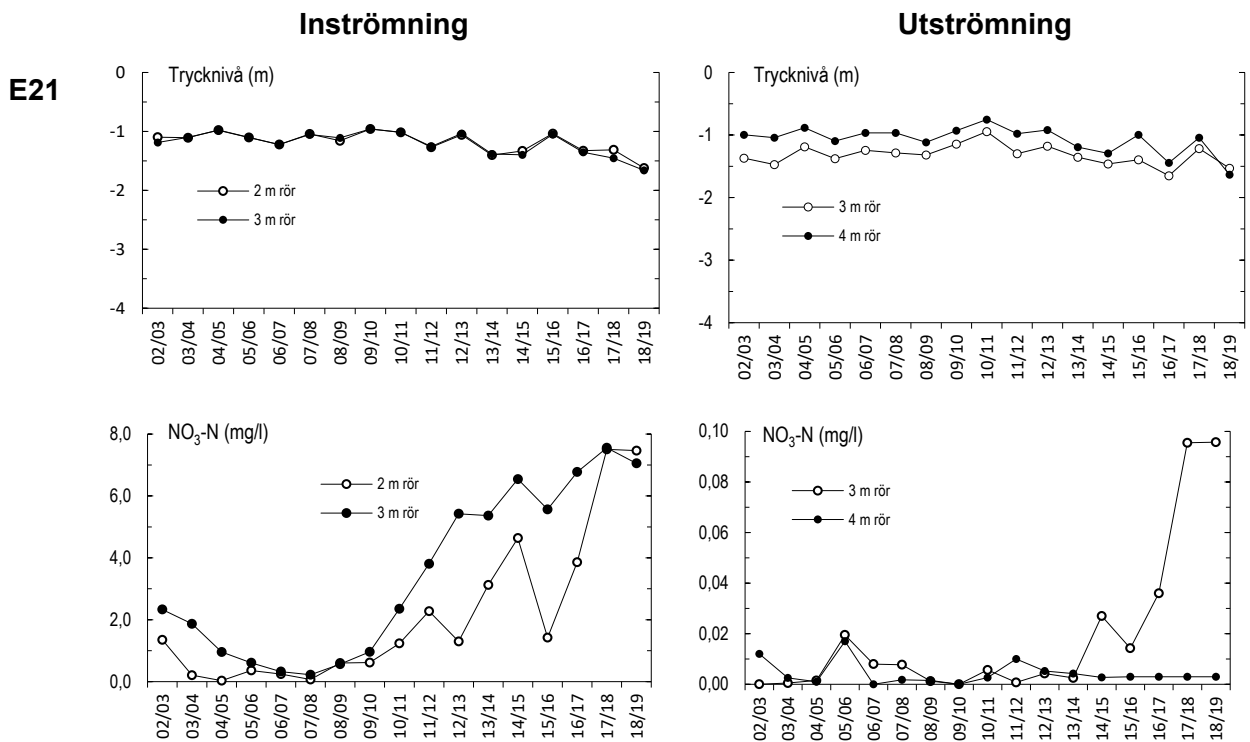 Inströmning
Utströmning
E21
Trycknivå (m)
0
-1
-2
-3
-4
2 m rör
3 m rör
02/03 03/04 04/05 05/06 06/07 07/08 08/09 09/10 10/11 11/12 12/13 13/14 14/15 15/16 16/17 17/18 18/19
Trycknivå (m)
0
-1
-2
-3
-4
3 m rör
4 m rör
02/03 03/04 04/05 05/06 06/07 07/08 08/09 09/10 10/11 11/12 12/13 13/14 14/15 15/16 16/17 17/18 18/19
NO₃-N (mg/l)
8,0
6,0
4,0
2,0
0,0
2 m rör
3 m rör
02/03 03/04 04/05 05/06 06/07 07/08 08/09 09/10 10/11 11/12 12/13 13/14 14/15 15/16 16/17 17/18 18/19
NO₃-N (mg/l)
0,10
0,08
0,06
0,04
0,02
0,00
3 m rör
4 m rör
02/03 03/04 04/05 05/06 06/07 07/08 08/09 09/10 10/11 11/12 12/13 13/14 14/15 15/16 16/17 17/18 18/19